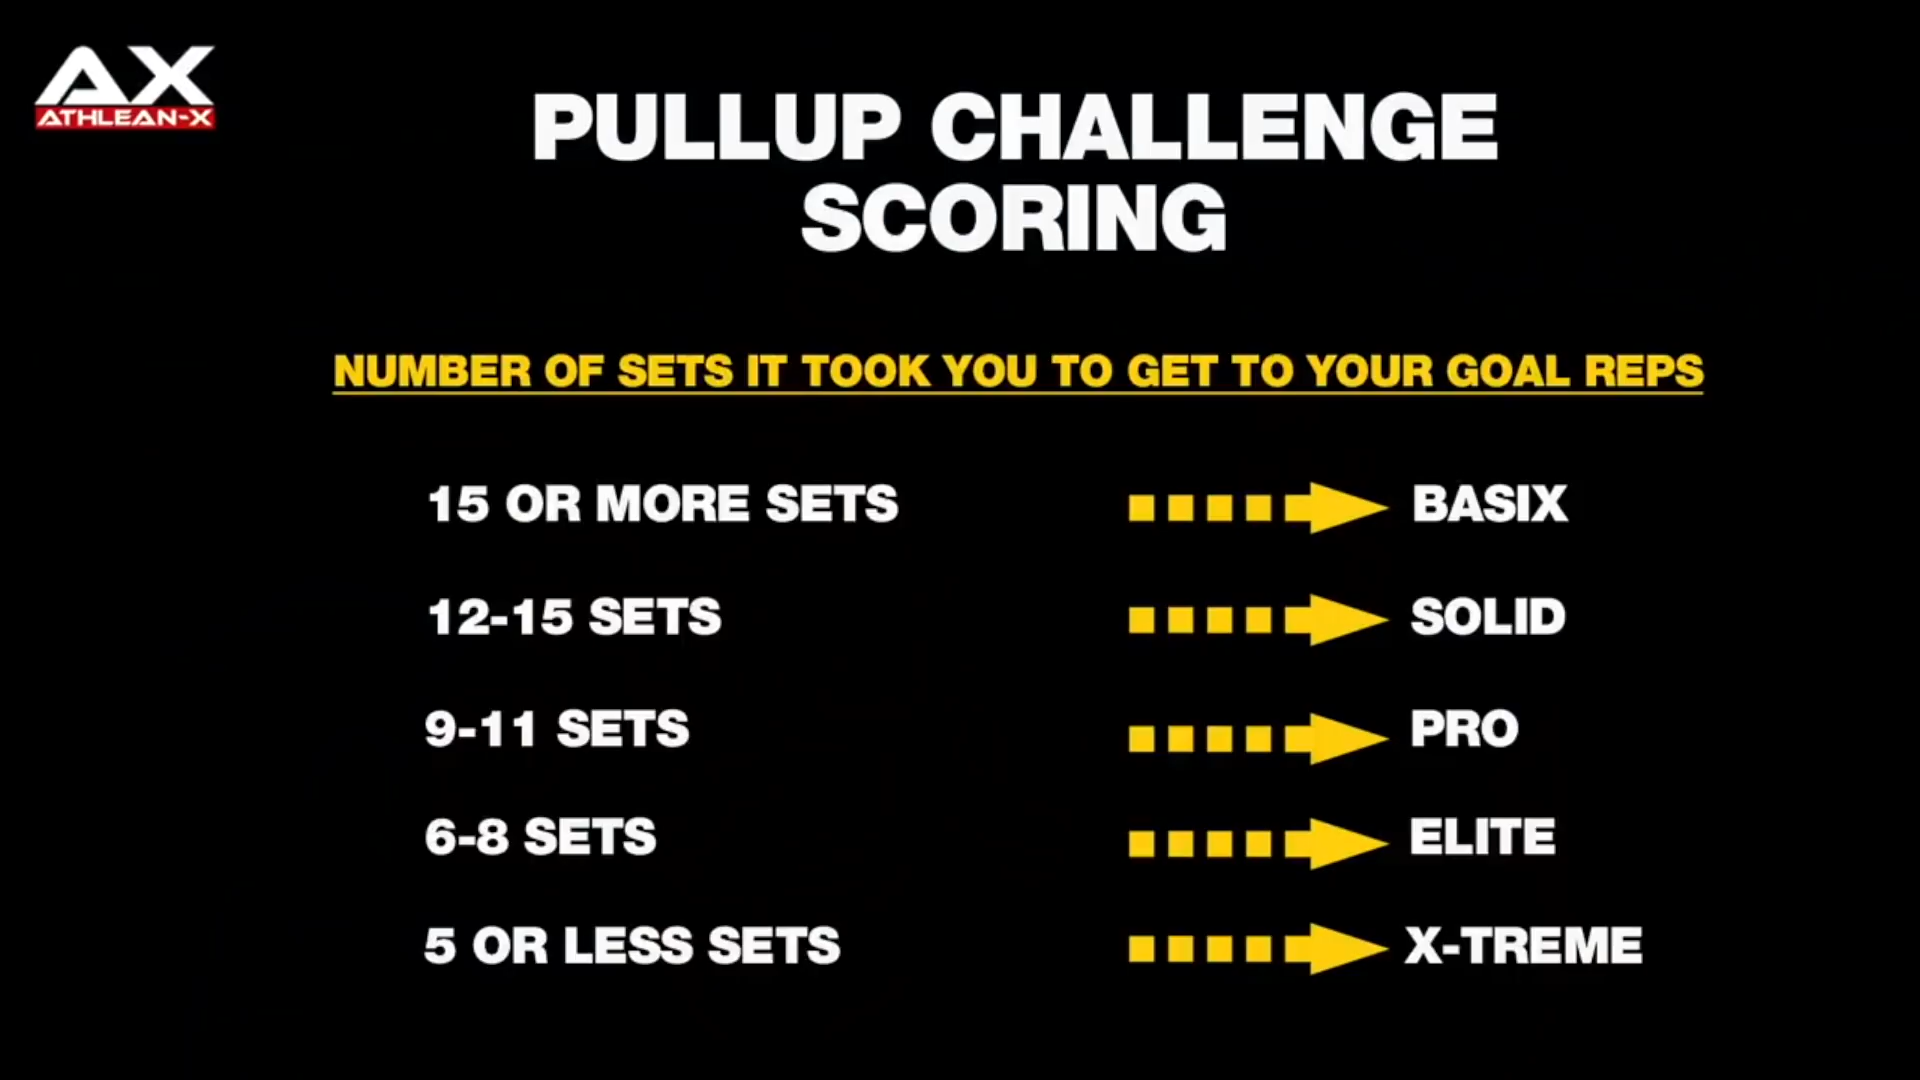 AX
ATHLEAN-X
PULLUP CHALLENGE
SCORING
NUMBER OF SETS IT TOOK YOU TO GET TO YOUR GOAL REPS
15 OR MORE SETS BASIX
12-15 SETS SOLID
9-11 SETS PRO
6-8 SETS ELITE
5 OR LESS SETS X-TREME